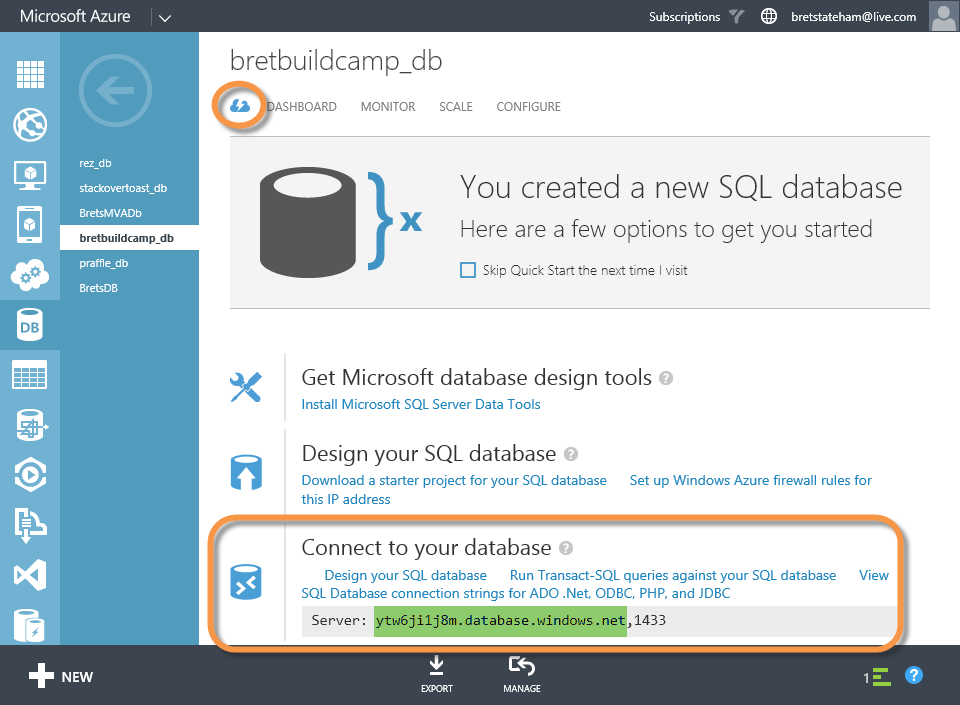 Microsoft Azure
Subscriptions
bretstateham@live.com
rez_db
stackovertoast_db
BretsMVADb
bretbuildcamp_db
praffle_db
BretsDB
DB
bretbuildcamp_db
DASHBOARD MONITOR SCALE CONFIGURE
x
You created a new SQL database
Here are a few options to get you started
Skip Quick Start the next time I visit
Get Microsoft database design tools ?
Install Microsoft SQL Server Data Tools
Design your SQL database ?
Download a starter project for your SQL database Set up Windows Azure firewall rules for
this IP address
Connect to your database ?
Design your SQL database Run Transact-SQL queries against your SQL database View
SQL Database connection strings for ADO .Net, ODBC, PHP, and JDBC
Server: ytw6ji1j8m.database.windows.net,1433
NEW
EXPORT
MANAGE
1
?